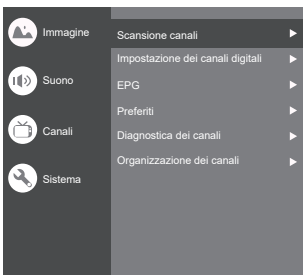 Immagine
Suono
Canali
Sistema
Scansione canali
Impostazione dei canali digitali
EPG
Preferiti
Diagnostica dei canali
Organizzazione dei canali